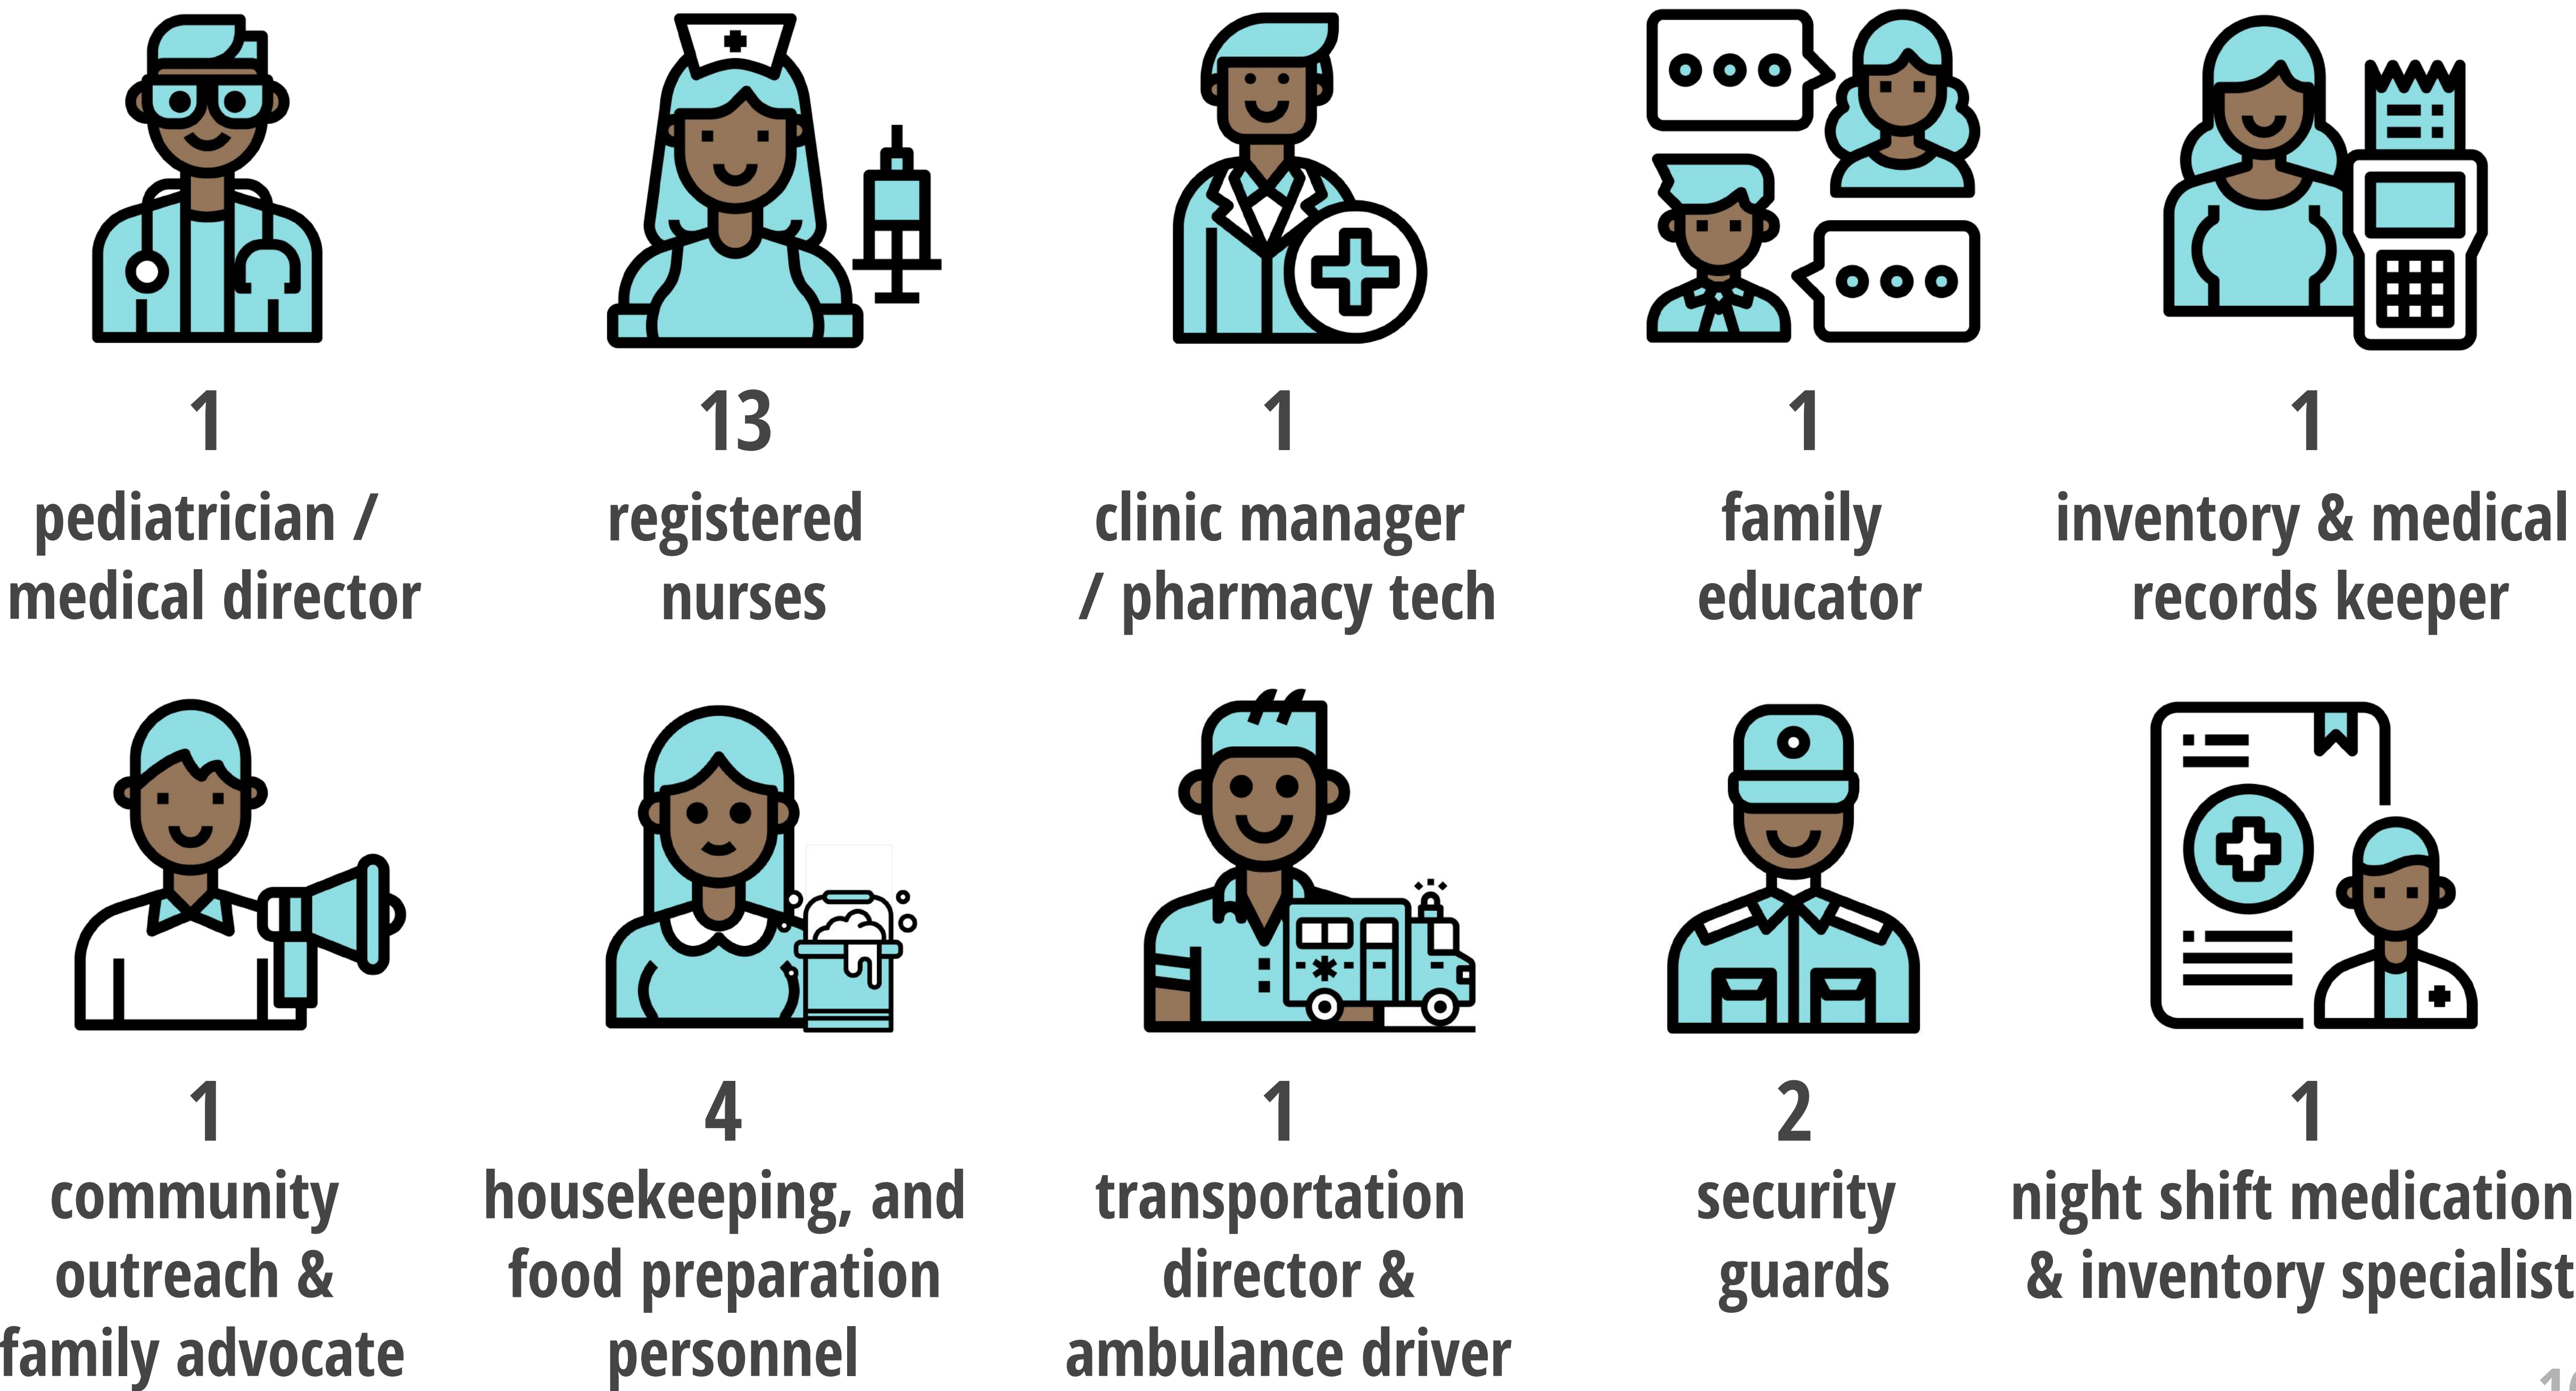 1
pediatrician /
medical director
13
registered
nurses
1
clinic manager
/ pharmacy tech
1
family
educator
1
inventory & medical
records keeper
1
community
outreach &
family advocate
4
housekeeping, and
food preparation
personnel
1
transportation
director &
ambulance driver
2
security
guards
1
night shift medication
& inventory specialist